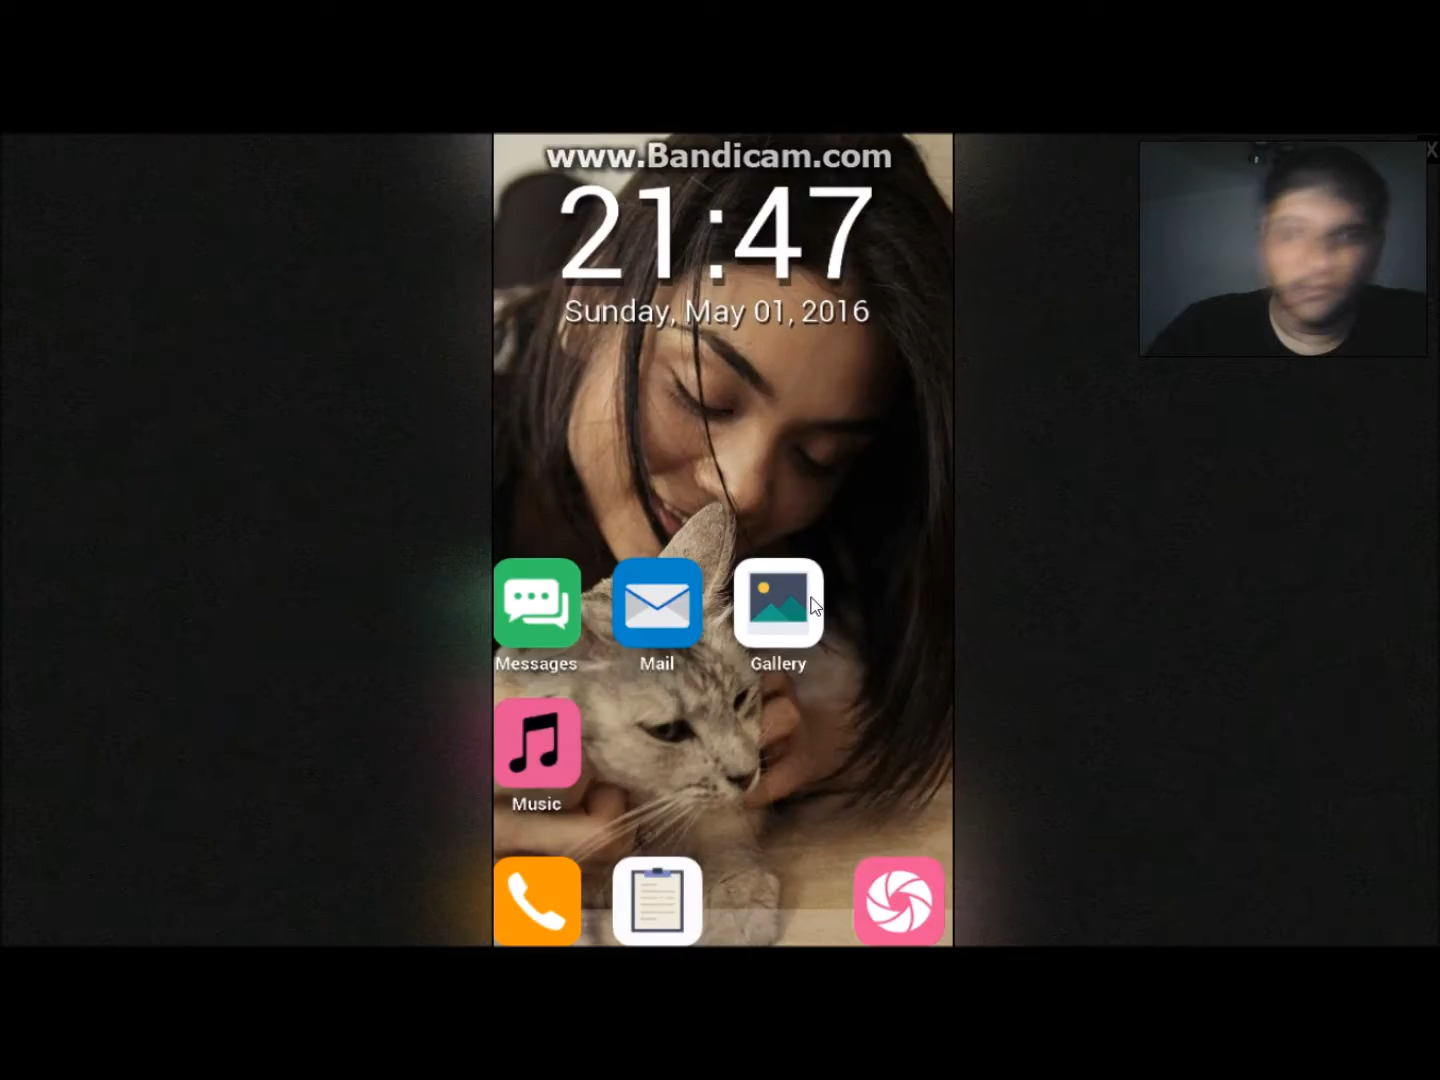 www.Bandicam.com
X
21:47
Sunday, May 01, 2016
Messages
Mail
Gallery
Music